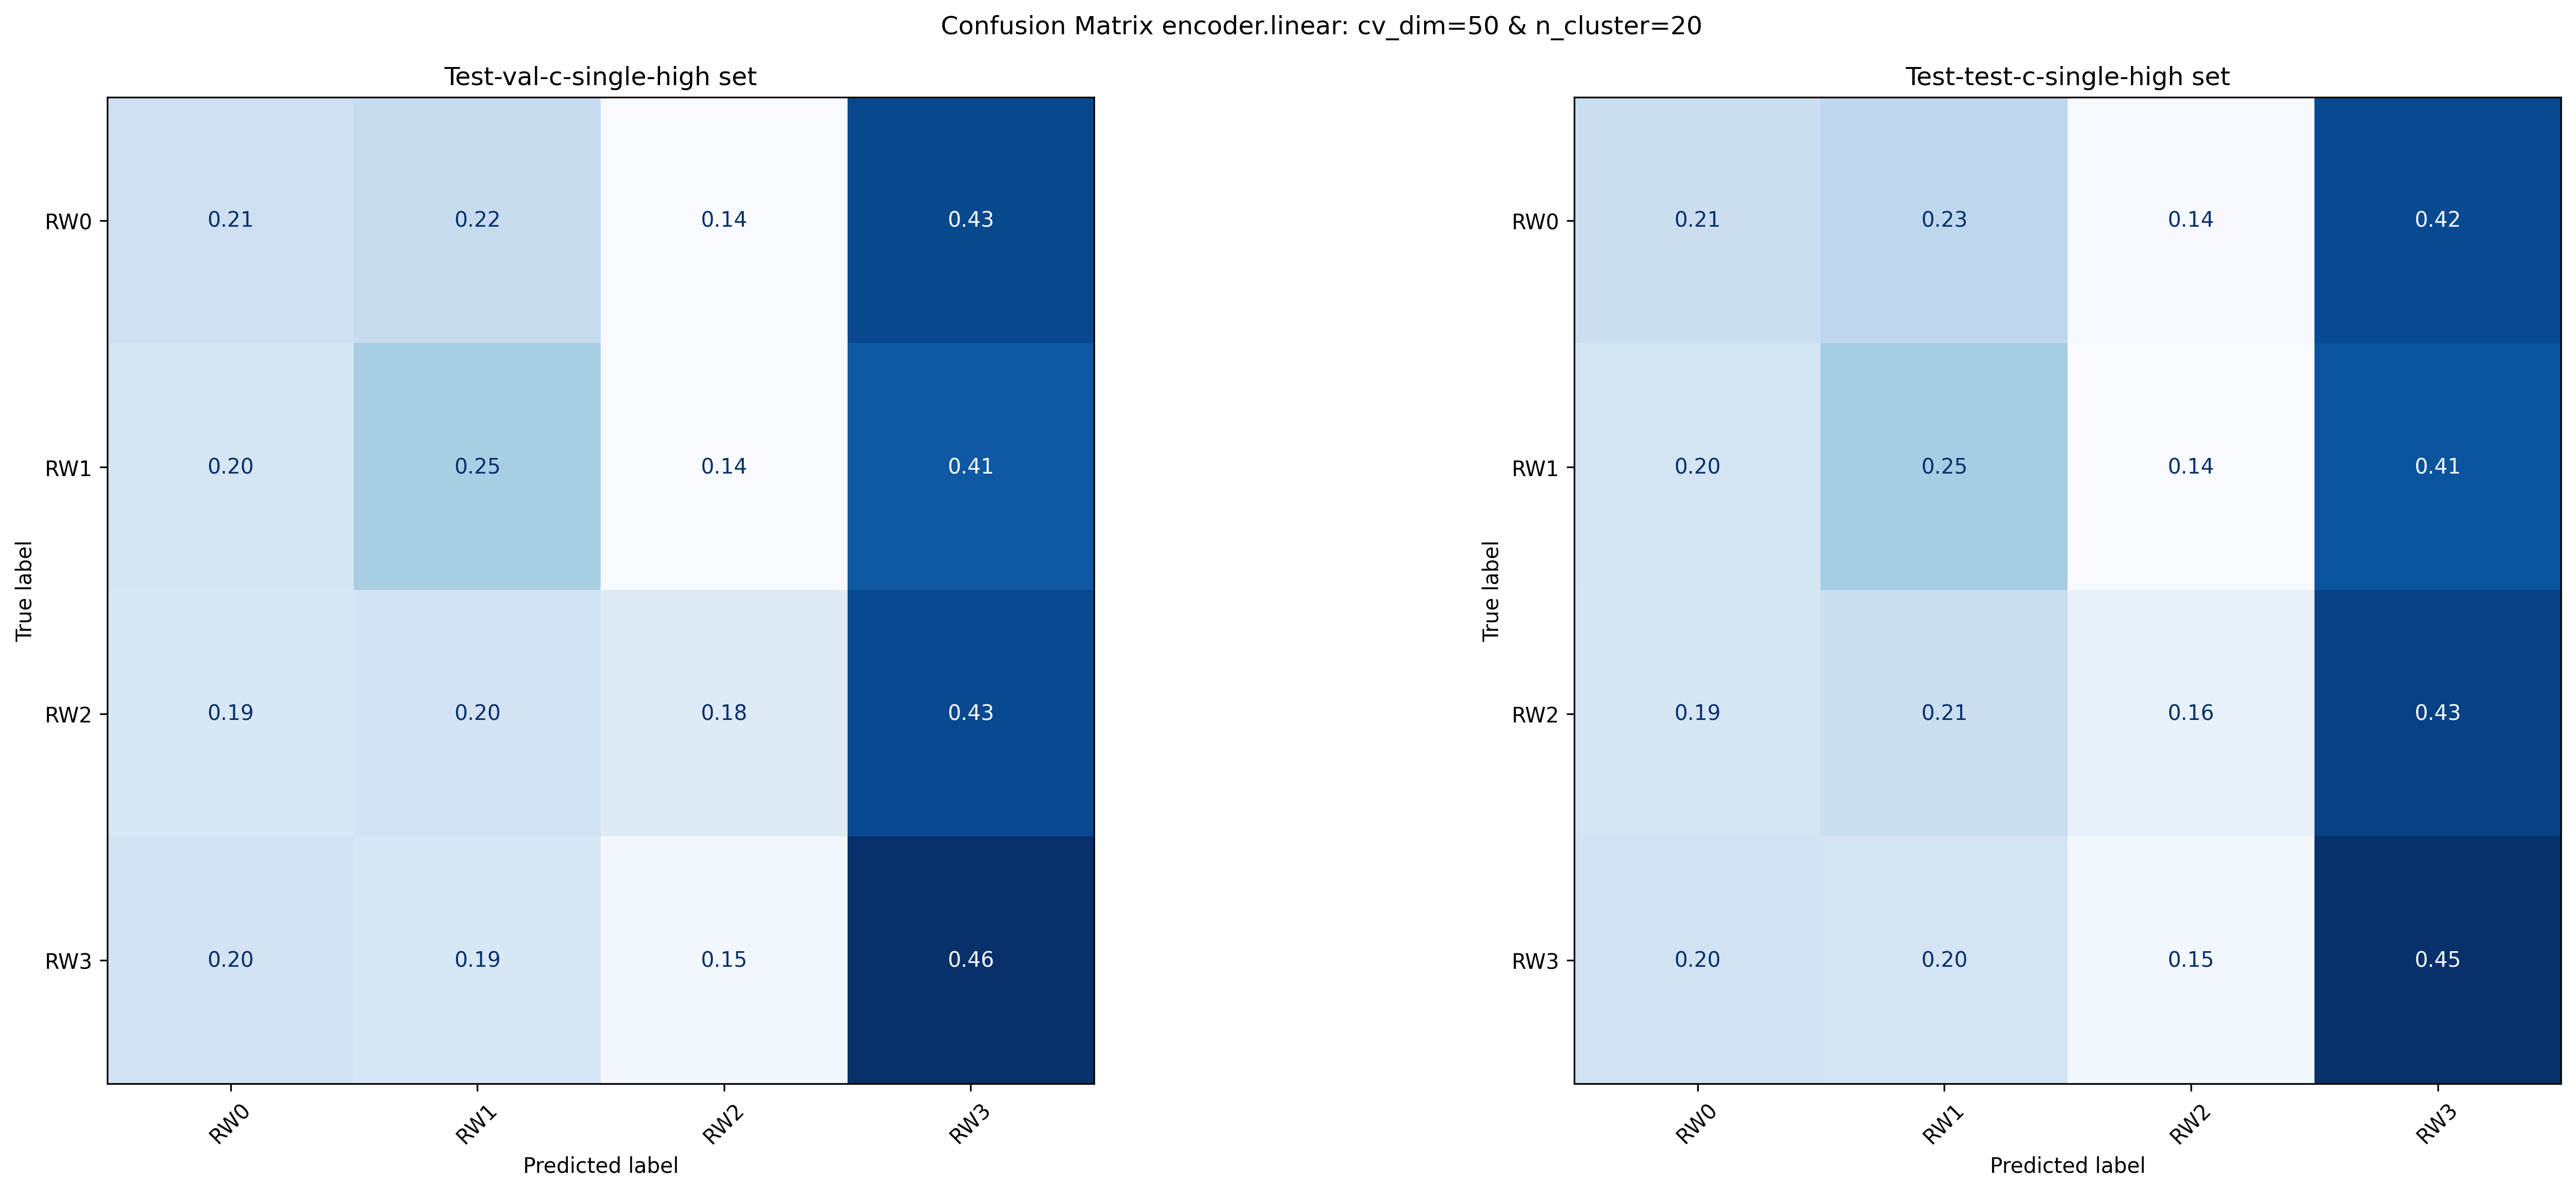 Confusion Matrix encoder.linear: cv_dim=50 & n_cluster=20
Test-val-c-single-high set
True label
RW0 0.21 0.22 0.14 0.43
RW1 0.20 0.25 0.14 0.41
RW2 0.19 0.20 0.18 0.43
RW3 0.20 0.19 0.15 0.46
RW0 RW1 RW2 RW3
Predicted label
Test-test-c-single-high set
True label
RW0 0.21 0.23 0.14 0.42
RW1 0.20 0.25 0.14 0.41
RW2 0.19 0.21 0.16 0.43
RW3 0.20 0.20 0.15 0.45
RW0 RW1 RW2 RW3
Predicted label